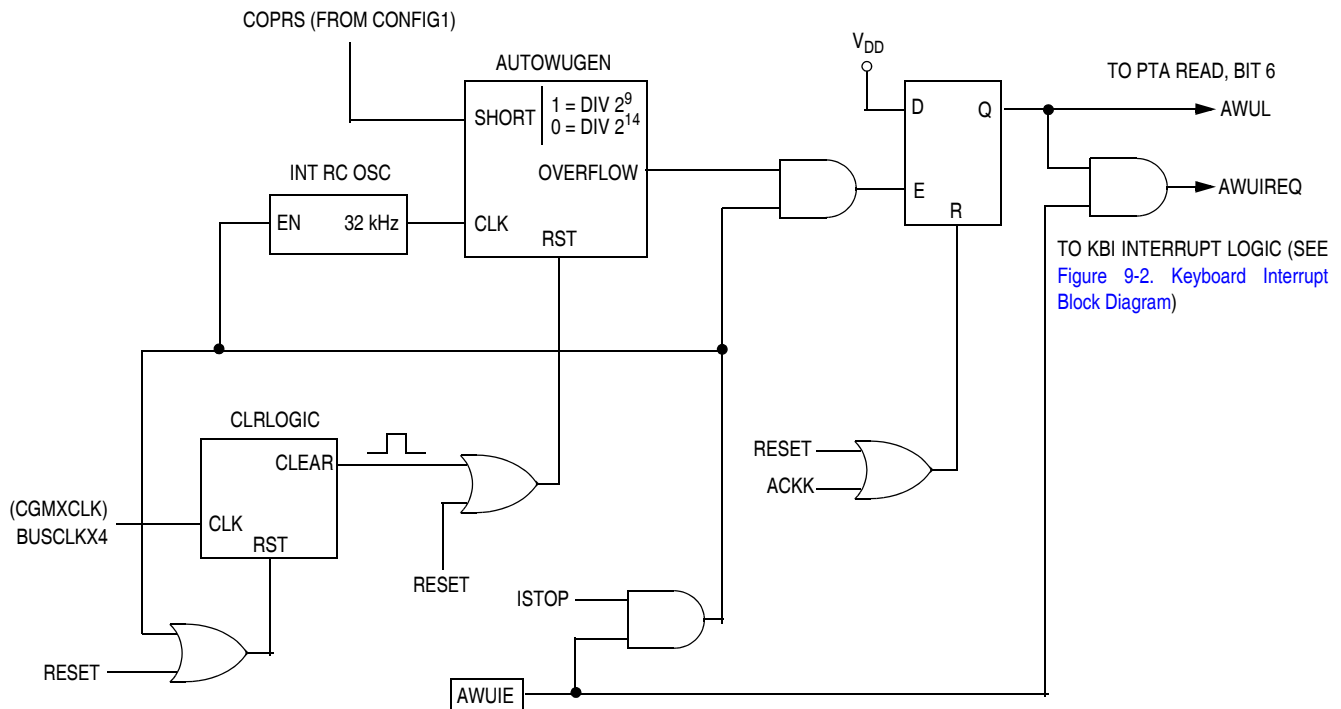 COPRS (FROM CONFIG1)
VDD
AUTOWUGEN
TO PTA READ, BIT 6
1 = DIV 2^9
SHORT
0 = DIV 2^14
D
Q
AWUL
INT RC OSC
OVERFLOW
EN
32 kHz
CLK
E
AWUIREQ
RST
R
TO KBI INTERRUPT LOGIC (SEE
Figure 9-2. Keyboard Interrupt
Block Diagram)
CLRLOGIC
CLEAR
RESET
ACKK
(CGMXCLK)
BUSCLKX4
CLK
RST
RESET
ISTOP
RESET
AWUIE